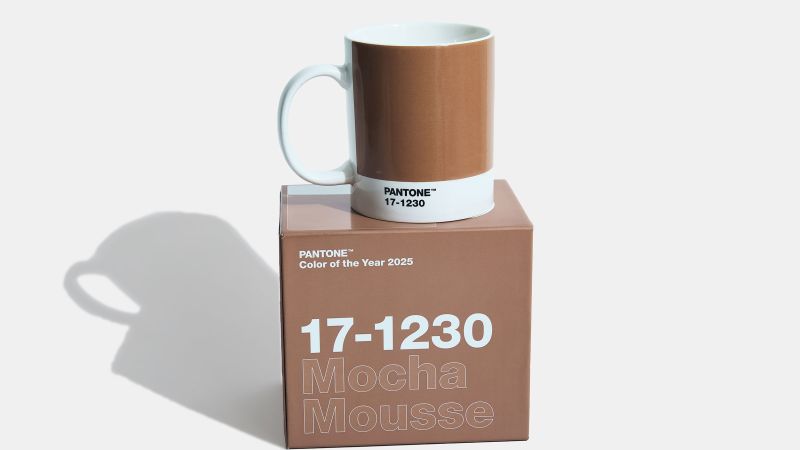 PANTONE™
17-1230
PANTONE™
Color of the Year 2025
17-1230
Mocha
Mousse